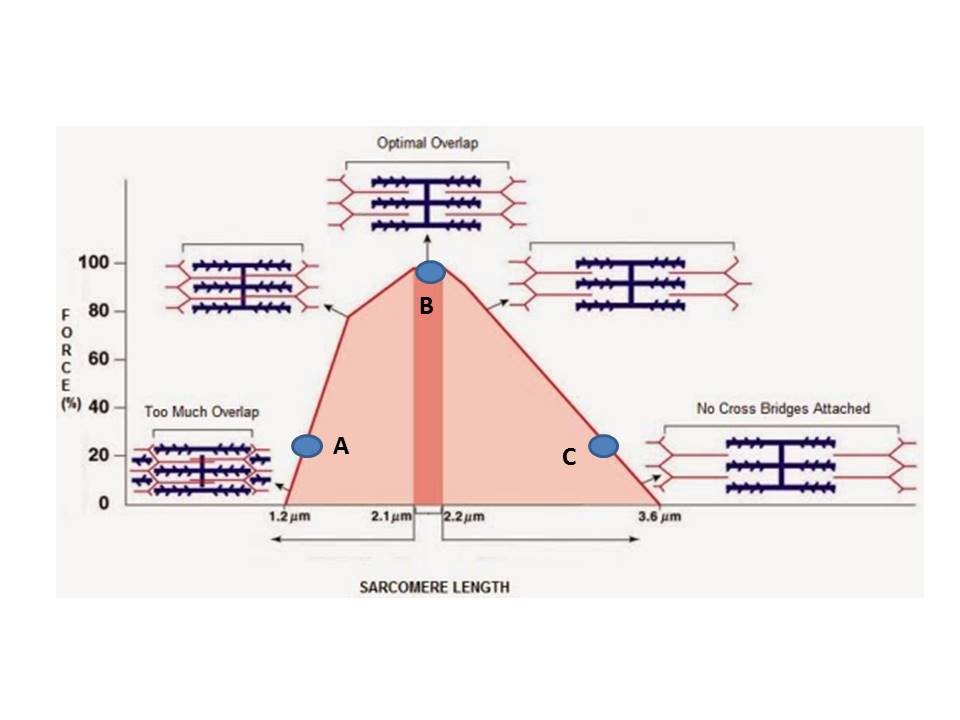 Optimal Overlap
100
80
60
40
20
0
F
O
R
C
E
(%)
Too Much Overlap
No Cross Bridges Attached
A
B
C
1.2 μm
2.1 μm
2.2 μm
3.6 μm
SARCOMERE LENGTH